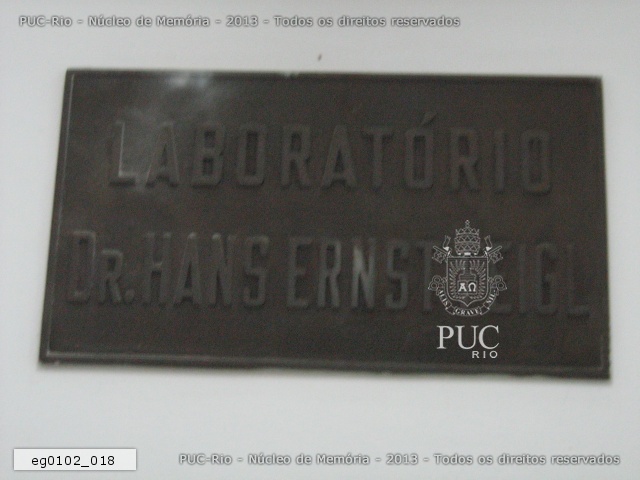 PUC-Rio - Núcleo de Memória - 2013 - Todos os direitos reservados
LABORATÓRIO
DR. HANS ERNST
PUC
RIO
eg0102_018
PUC-Rio - Núcleo de Memória - 2013 - Todos os direitos reservados